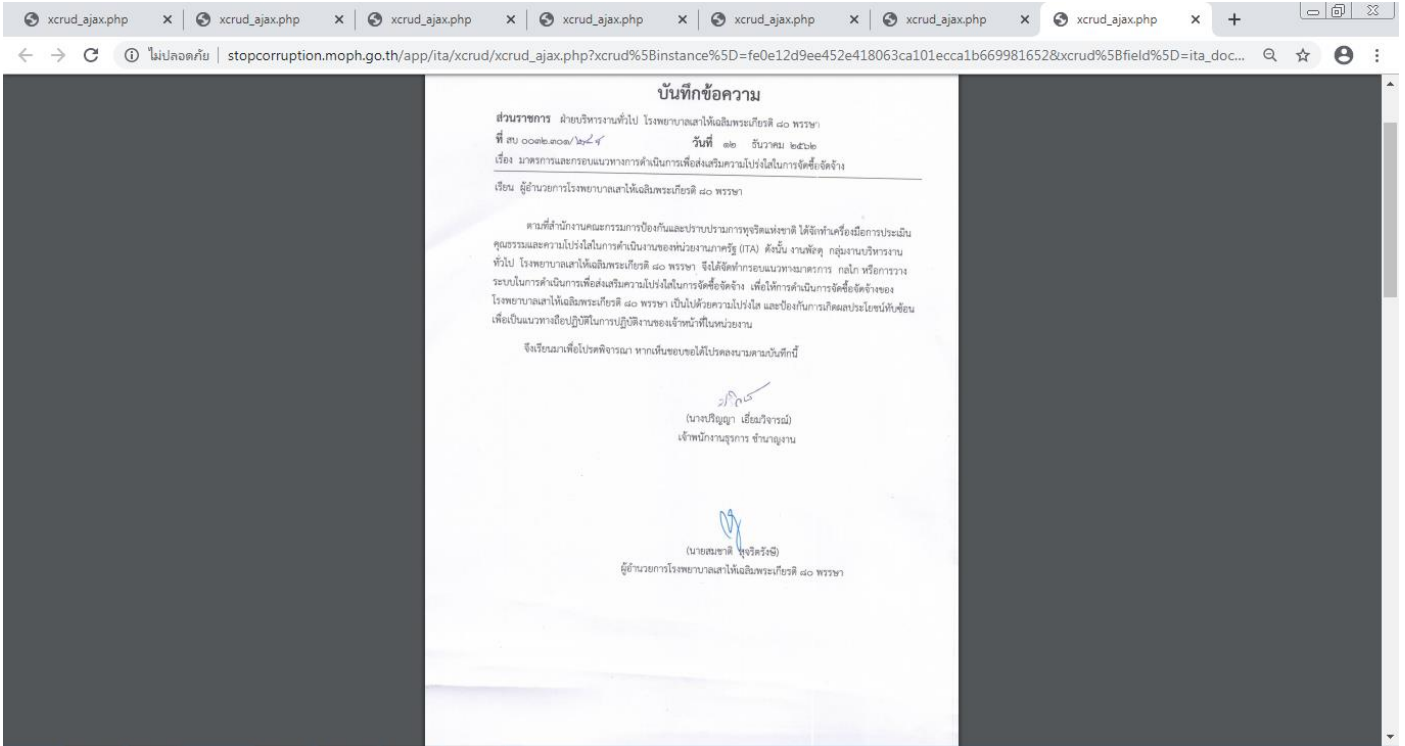 xcrud_ajax.php xcrud_ajax.php xcrud_ajax.php xcrud_ajax.php xcrud_ajax.php xcrud_ajax.php xcrud_ajax.php
ไม่ปลอดภัย stopcorruption.moph.go.th/app/ita/xcrud/xcrud_ajax.php?xcrud%5Binstance%5D=fe0e12d9ee452e418063ca101ecca1b669981652&xcrud%5Bfield%5D=ita_doc...
บันทึกข้อความ
ส่วนราชการ ฝ่ายบริหารงานทั่วไป โรงพยาบาลเสาไห้เฉลิมพระเกียรติ ๘๐ พรรษา
ที่ สบ ๐๐๓๒.๓๐๑/ วันที่ ๑๒ ธันวาคม ๒๕๖๒
เรื่อง มาตรการและกรอบแนวทางการดำเนินการเพื่อส่งเสริมความโปร่งใสในการจัดซื้อจัดจ้าง
เรียน ผู้อำนวยการโรงพยาบาลเสาไห้เฉลิมพระเกียรติ ๘๐ พรรษา
ตามที่สำนักงานคณะกรรมการป้องกันและปราบปรามการทุจริตแห่งชาติ ได้จัดทำเครื่องมือการประเมิน
คุณธรรมและความโปร่งใสในการดำเนินงานของหน่วยงานภาครัฐ (ITA) ดังนั้น งานพัสดุ กลุ่มงานบริหารงาน
ทั่วไป โรงพยาบาลเสาไห้เฉลิมพระเกียรติ ๘๐ พรรษา จึงได้จัดทำกรอบแนวทางมาตรการ กลไก หรือการวาง
ระบบในการดำเนินการเพื่อส่งเสริมความโปร่งใสในการจัดซื้อจัดจ้าง เพื่อให้การดำเนินการจัดซื้อจัดจ้างของ
โรงพยาบาลเสาไห้เฉลิมพระเกียรติ ๘๐ พรรษา เป็นไปด้วยความโปร่งใส และป้องกันการเกิดผลประโยชน์ทับซ้อน
เพื่อเป็นแนวทางถือปฏิบัติในการปฏิบัติงานของเจ้าหน้าที่ในหน่วยงาน
จึงเรียนมาเพื่อโปรดพิจารณา หากเห็นชอบขอได้โปรดลงนามตามบันทึกนี้
(นางปริญญา เอี่ยมวิจารณ์)
เจ้าพนักงานธุรการ ชำนาญงาน
(นายสมชาติ สุจริตรังษี)
ผู้อำนวยการโรงพยาบาลเสาไห้เฉลิมพระเกียรติ ๘๐ พรรษา